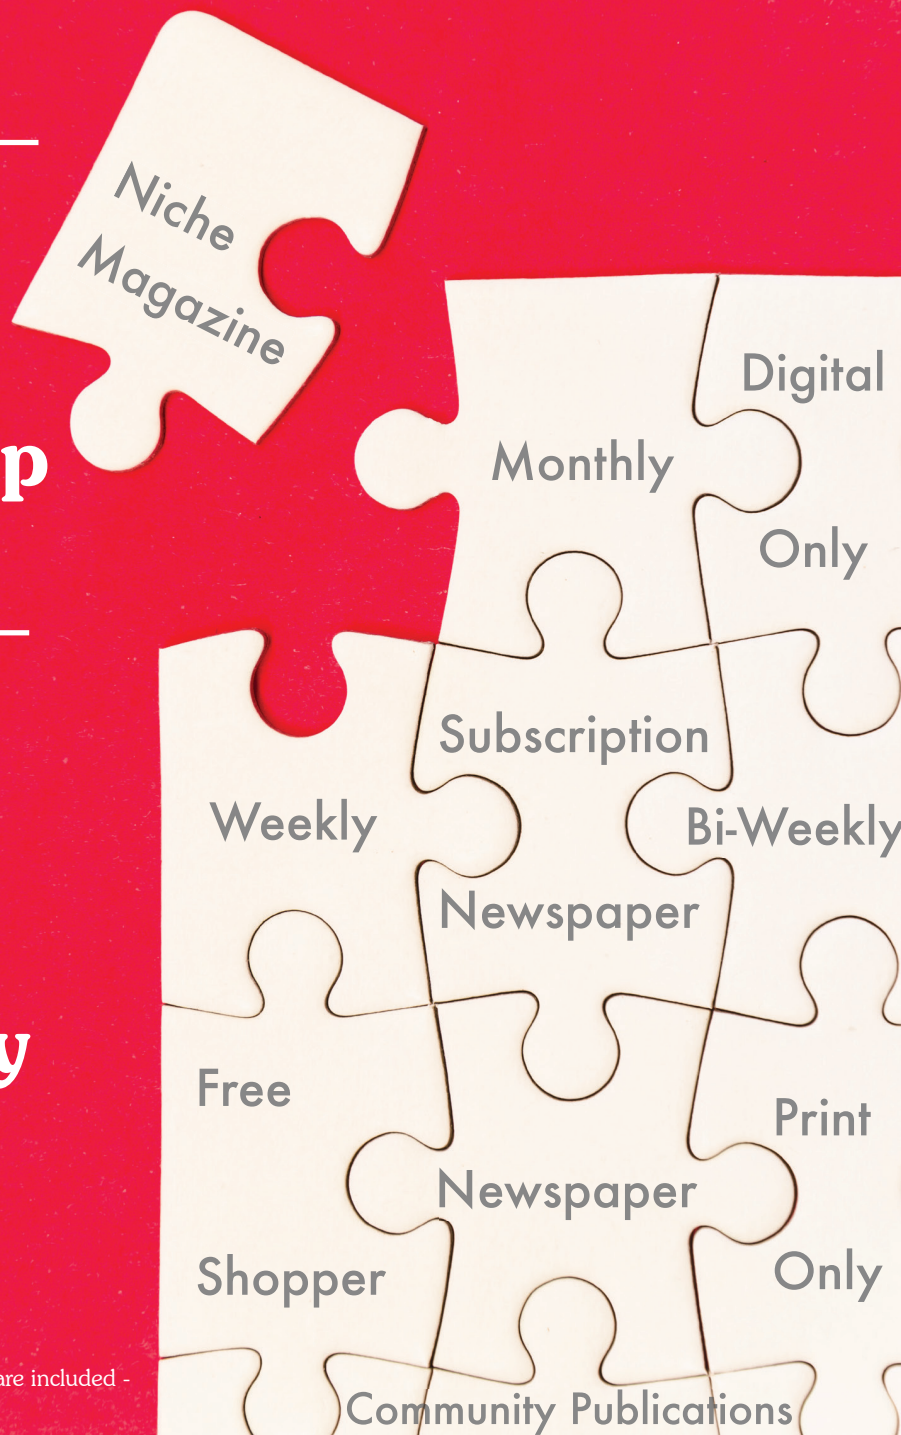 Niche
Magazine
Digital
Monthly
Only
p
Subscription
Weekly
Bi-Weekly
Newspaper
y
Free
Print
Newspaper
Shopper
Only
are included -
Community Publications